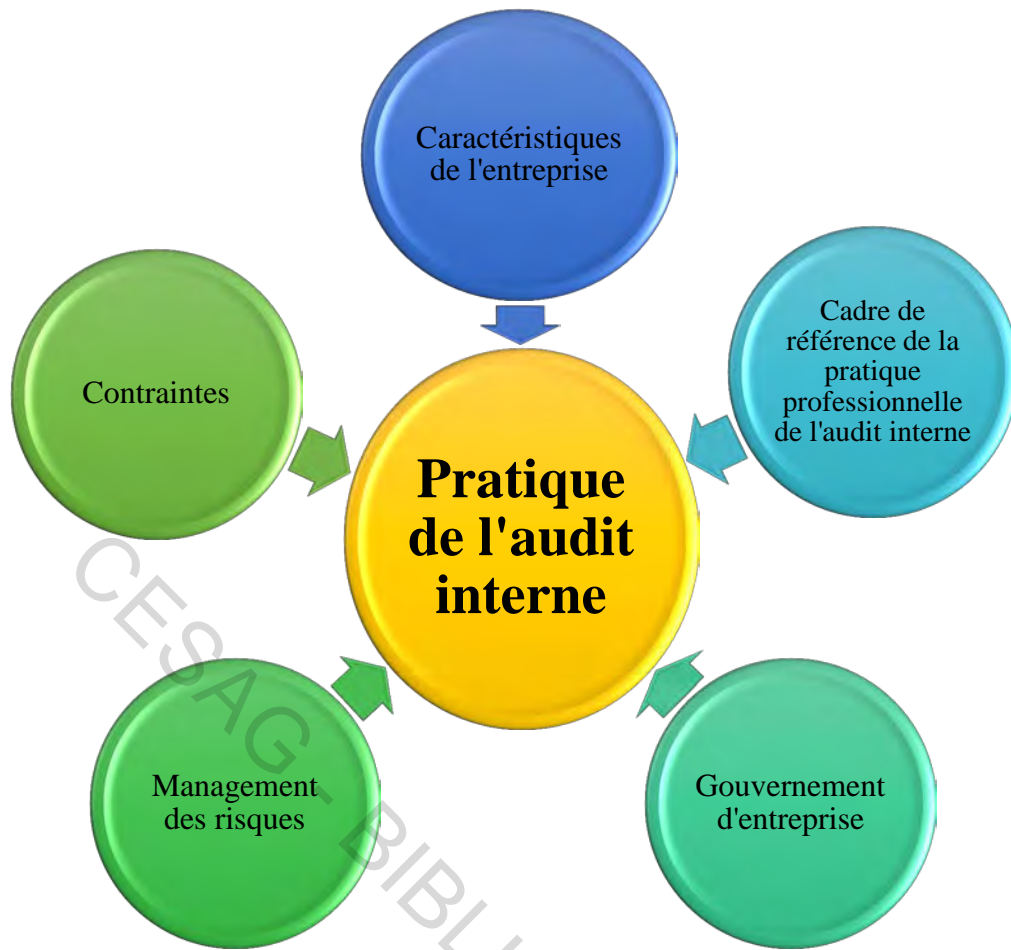 Caractéristiques
de l'entreprise
Cadre de
référence de la
pratique
professionnelle
de l'audit interne
Contraintes
Pratique
de l'audit
interne
Management
des risques
Gouvernement
d'entreprise
CESAG - BIBLI